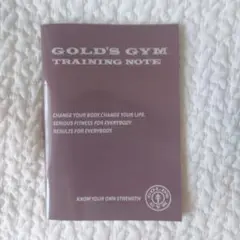 GOLD'S GYM
TRAINING NOTE
CHANGE YOUR BODY.CHANGE YOUR LIFE.
SERIOUS FITNESS FOR EVERYBODY
RESULTS FOR EVERYBODY.
KNOW YOUR OWN STRENGTH